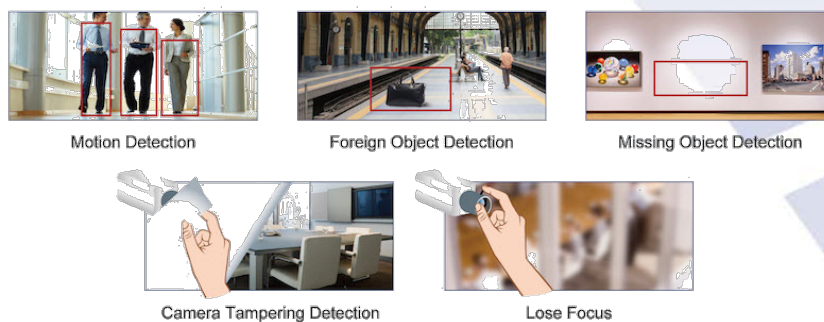 Motion Detection
Foreign Object Detection
Missing Object Detection
Camera Tampering Detection
Lose Focus